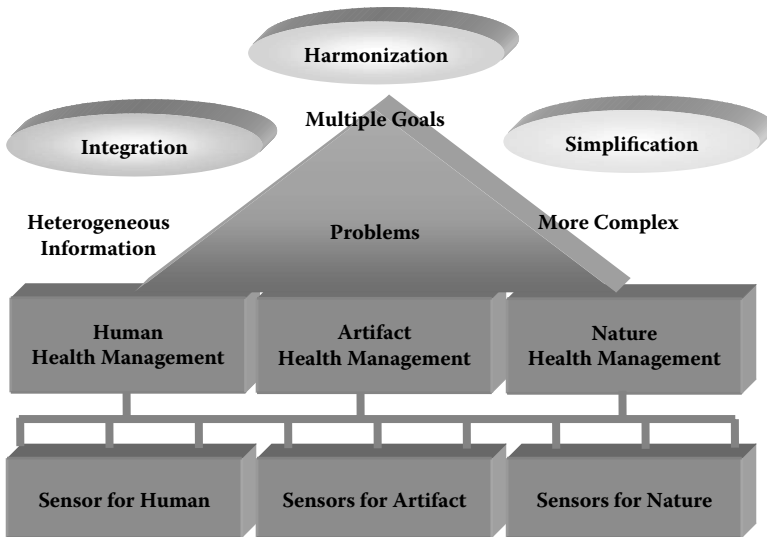 Harmonization
Multiple Goals
Integration
Simplification
Heterogeneous
Information
Problems
More Complex
Human
Health Management
Artifact
Health Management
Nature
Health Management
Sensor for Human
Sensors for Artifact
Sensors for Nature